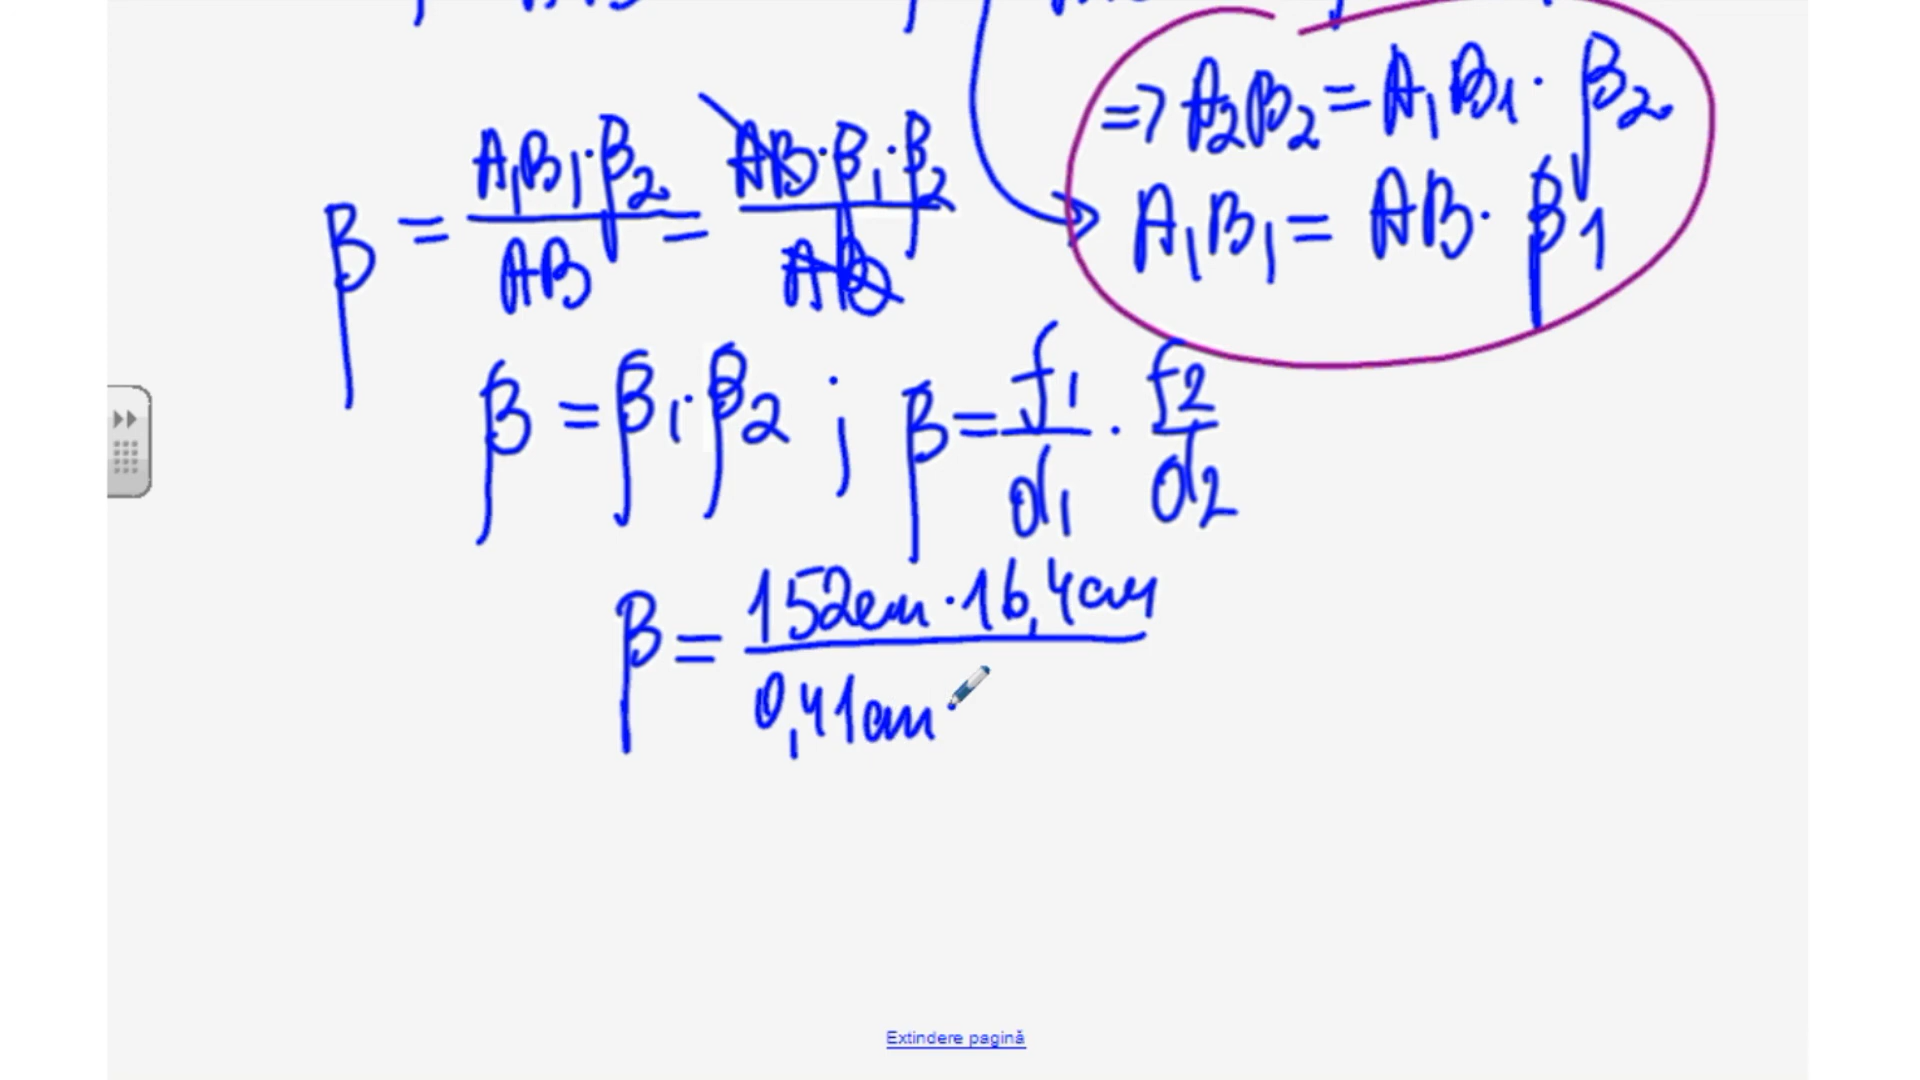 => A₂B₂ = A₁B₁ · β₂
β = A₁B₁·β₂ / AB = AB·β₁·β₂ / AB
A₁B₁ = AB · β₁
β = β₁·β₂ ; β = f₁/d₁ · f₂/d₂
β = 152cm · 16,4cm / 0,41cm ·
Extindere pagină